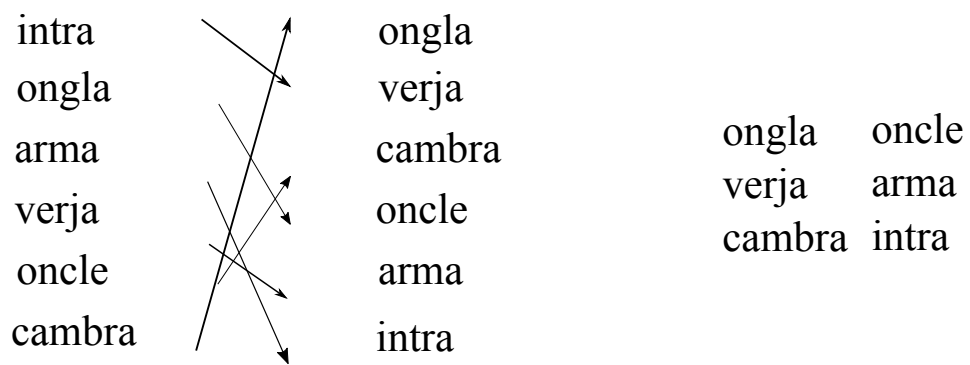 intra
ongla
arma
verja
oncle
cambra
ongla
verja
cambra
oncle
arma
intra
ongla oncle
verja arma
cambra intra